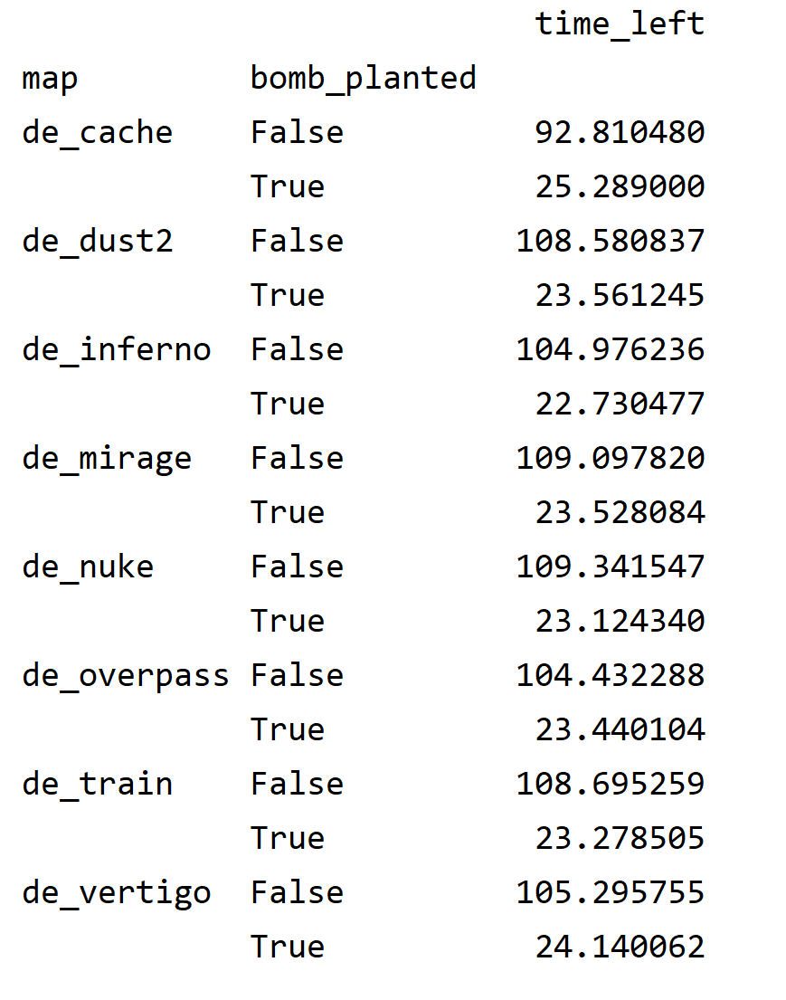 time_left
map bomb_planted
de_cache False 92.810480
True 25.289000
de_dust2 False 108.580837
True 23.561245
de_inferno False 104.976236
True 22.730477
de_mirage False 109.097820
True 23.528084
de_nuke False 109.341547
True 23.124340
de_overpass False 104.432288
True 23.440104
de_train False 108.695259
True 23.278505
de_vertigo False 105.295755
True 24.140062